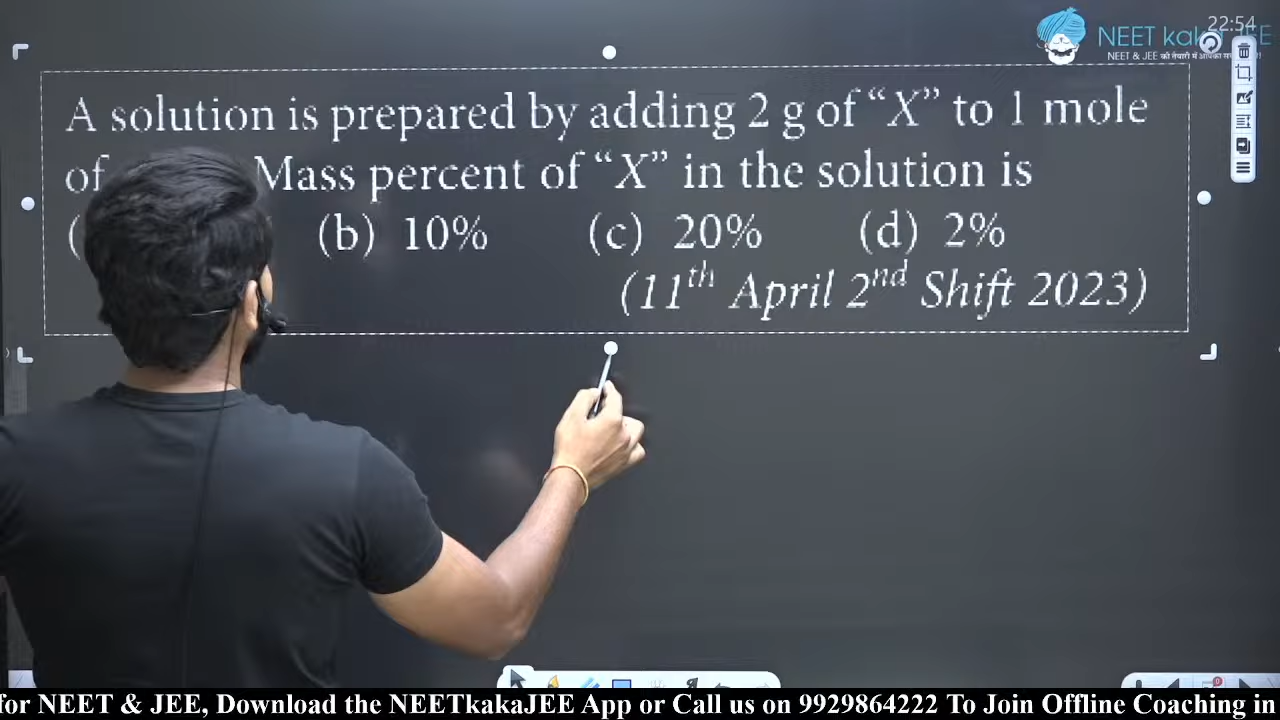 22:54
NEET kaka JEE
A solution is prepared by adding 2 g of “X” to 1 mole
of Mass percent of “X” in the solution is
( (b) 10% (c) 20% (d) 2%
(11th April 2nd Shift 2023)
for NEET & JEE, Download the NEETkakaJEE App or Call us on 9929864222 To Join Offline Coaching in